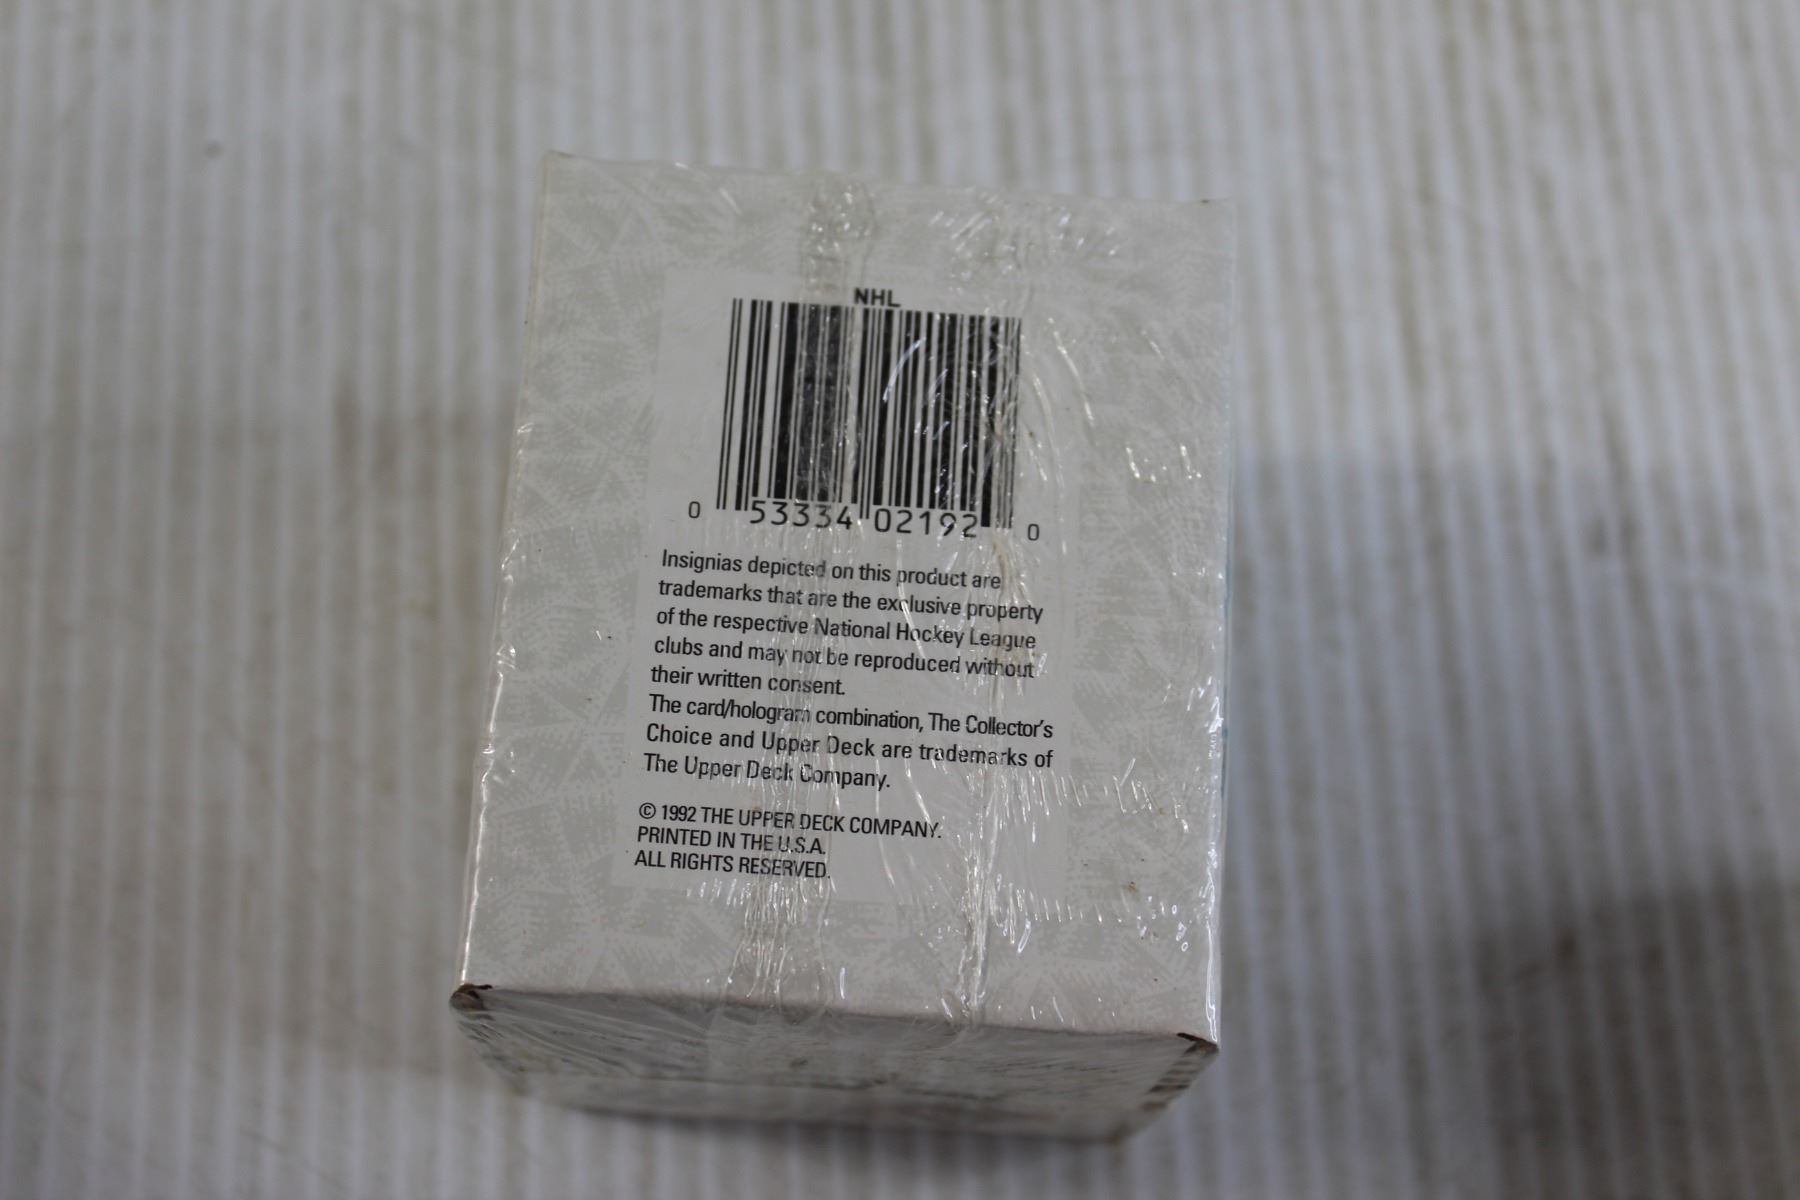 NHL
0 53334 02192 0
Insignias depicted on this product are
trademarks that are the exclusive property
of the respective National Hockey League
clubs and may not be reproduced without
their written consent.
The card/hologram combination, The Collector's
Choice and Upper Deck are trademarks of
The Upper Deck Company.
© 1992 THE UPPER DECK COMPANY.
PRINTED IN THE U.S.A.
ALL RIGHTS RESERVED.